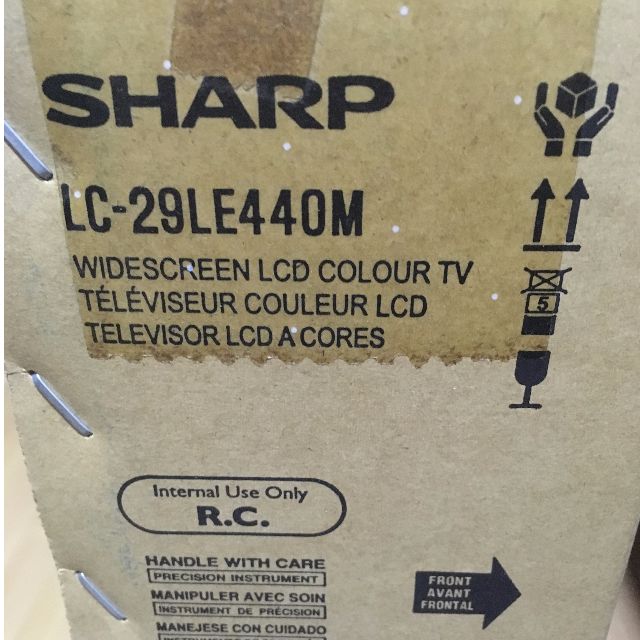 SHARP
LC-29LE440M
WIDESCREEN LCD COLOUR TV
TÉLÉVISEUR COULEUR LCD
TELEVISOR LCD A CORES
5
Internal Use Only
R.C.
HANDLE WITH CARE
PRECISION INSTRUMENT
MANIPULER AVEC SOIN
INSTRUMENT DE PRÉCISION
MANEJESE CON CUIDADO
FRONT
AVANT
FRONTAL